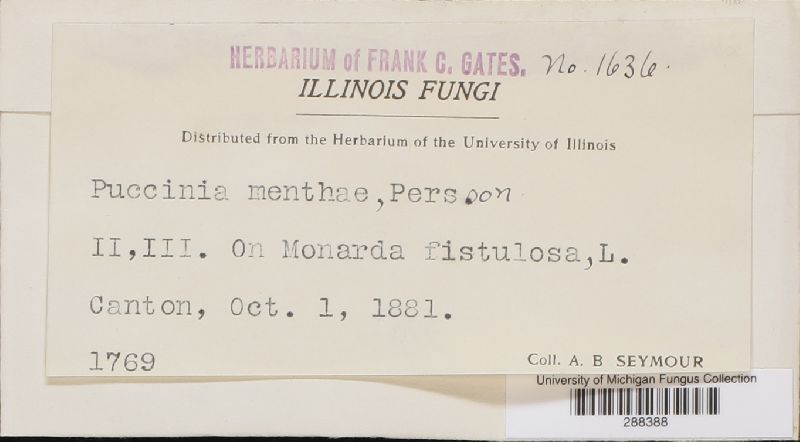 HERBARIUM of FRANK C. GATES. No. 1636.
ILLINOIS FUNGI
Distributed from the Herbarium of the University of Illinois
Puccinia menthae,Persoon
II,III. On Monarda fistulosa,L.
Canton, Oct. 1, 1881.
1769
Coll. A. B SEYMOUR
University of Michigan Fungus Collection
288388